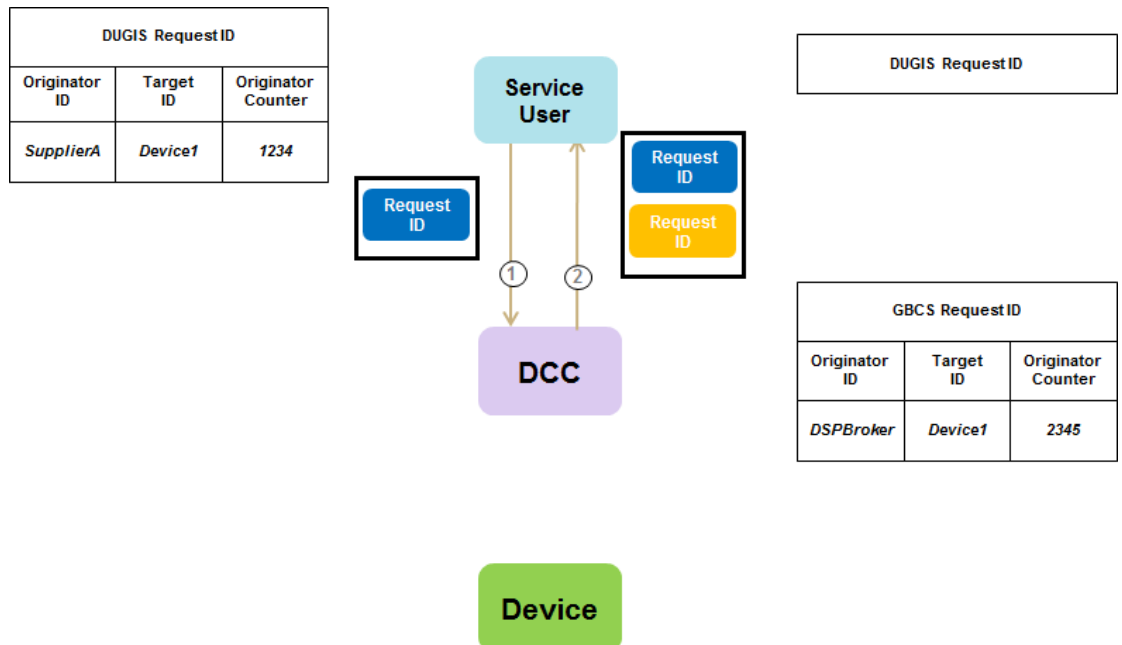 DUGIS Request ID
Originator
ID
Target
ID
Originator
Counter
SupplierA
Device1
1234
Service
User
DUGIS Request ID
Request
ID
Request
ID
Request
ID
1
2
DCC
GBCS Request ID
Originator
ID
Target
ID
Originator
Counter
DSPBroker
Device1
2345
Device